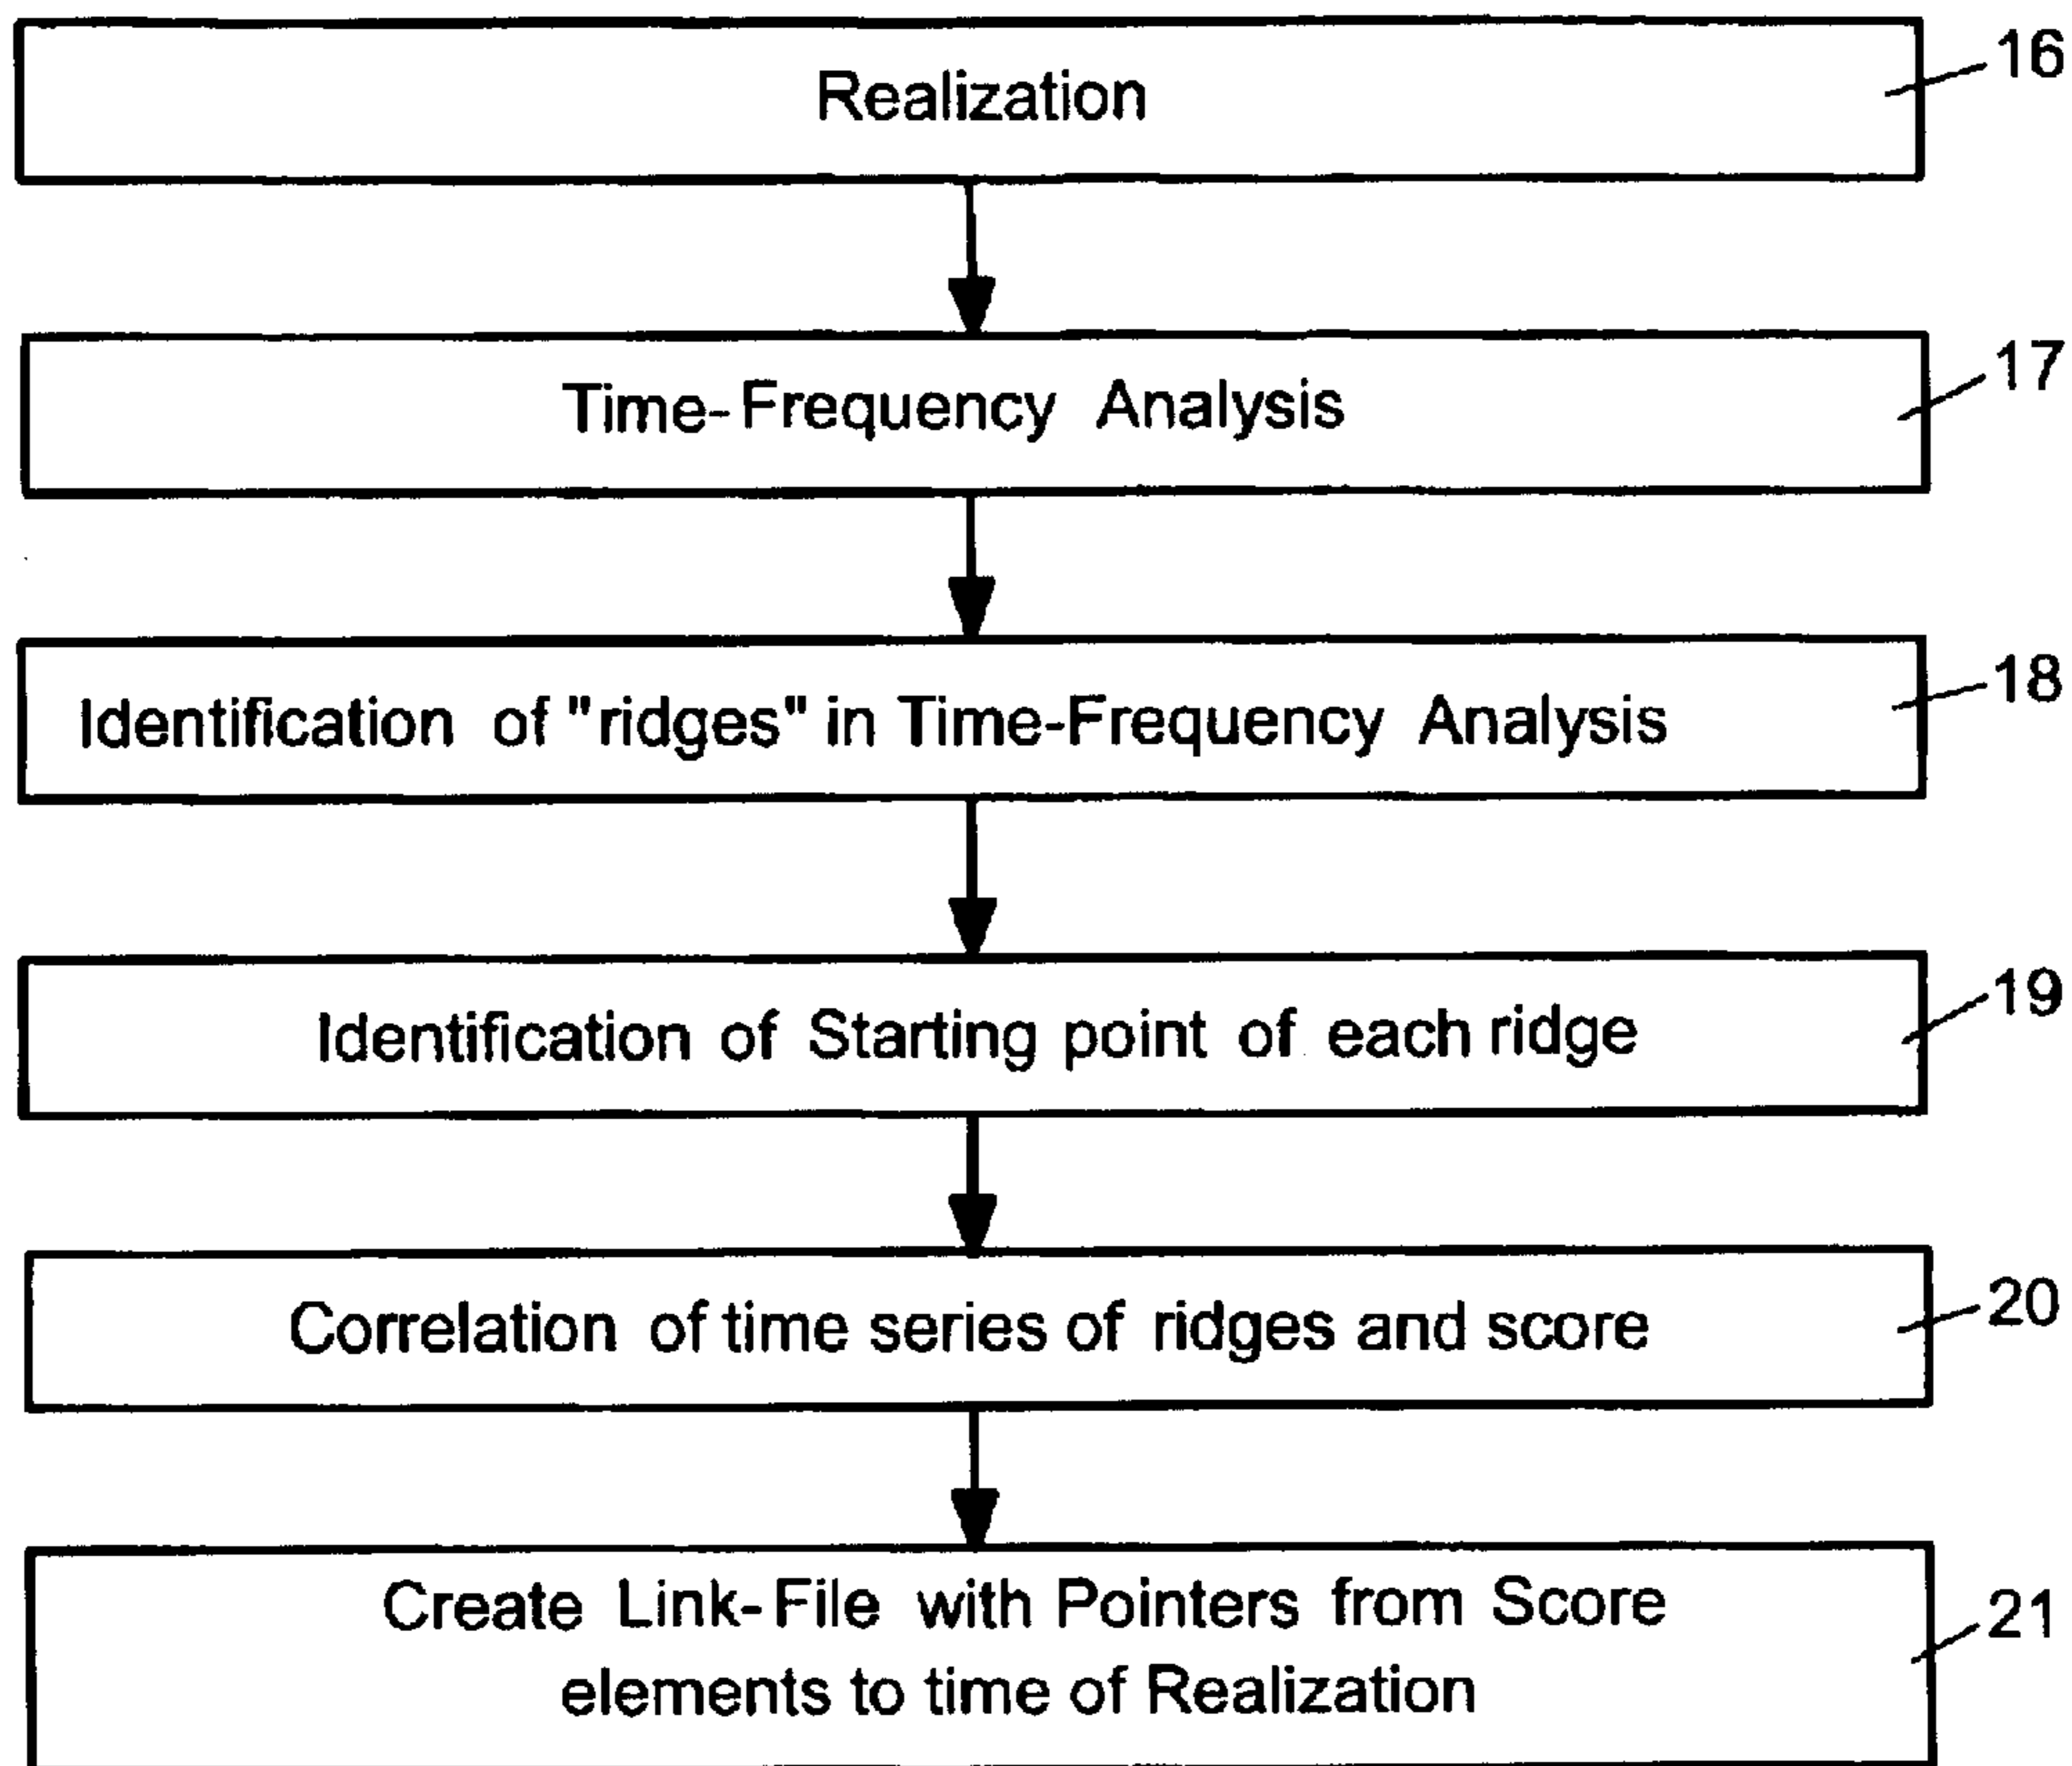 Realization
16
Time-Frequency Analysis
17
Identification of "ridges" in Time-Frequency Analysis
18
Identification of Starting point of each ridge
19
Correlation of time series of ridges and score
20
Create Link-File with Pointers from Score
elements to time of Realization
21